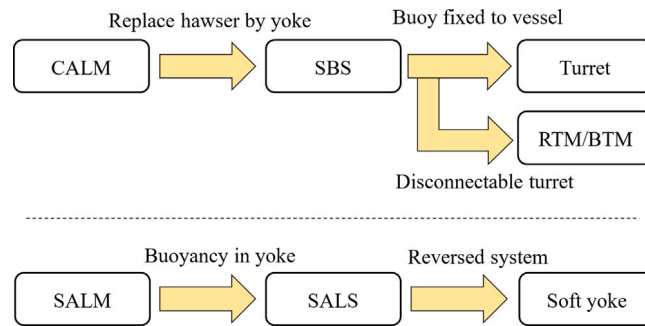 Replace hawser by yoke
Buoy fixed to vessel
CALM
SBS
Turret
RTM/BTM
Disconnectable turret
Buoyancy in yoke
Reversed system
SALM
SALS
Soft yoke